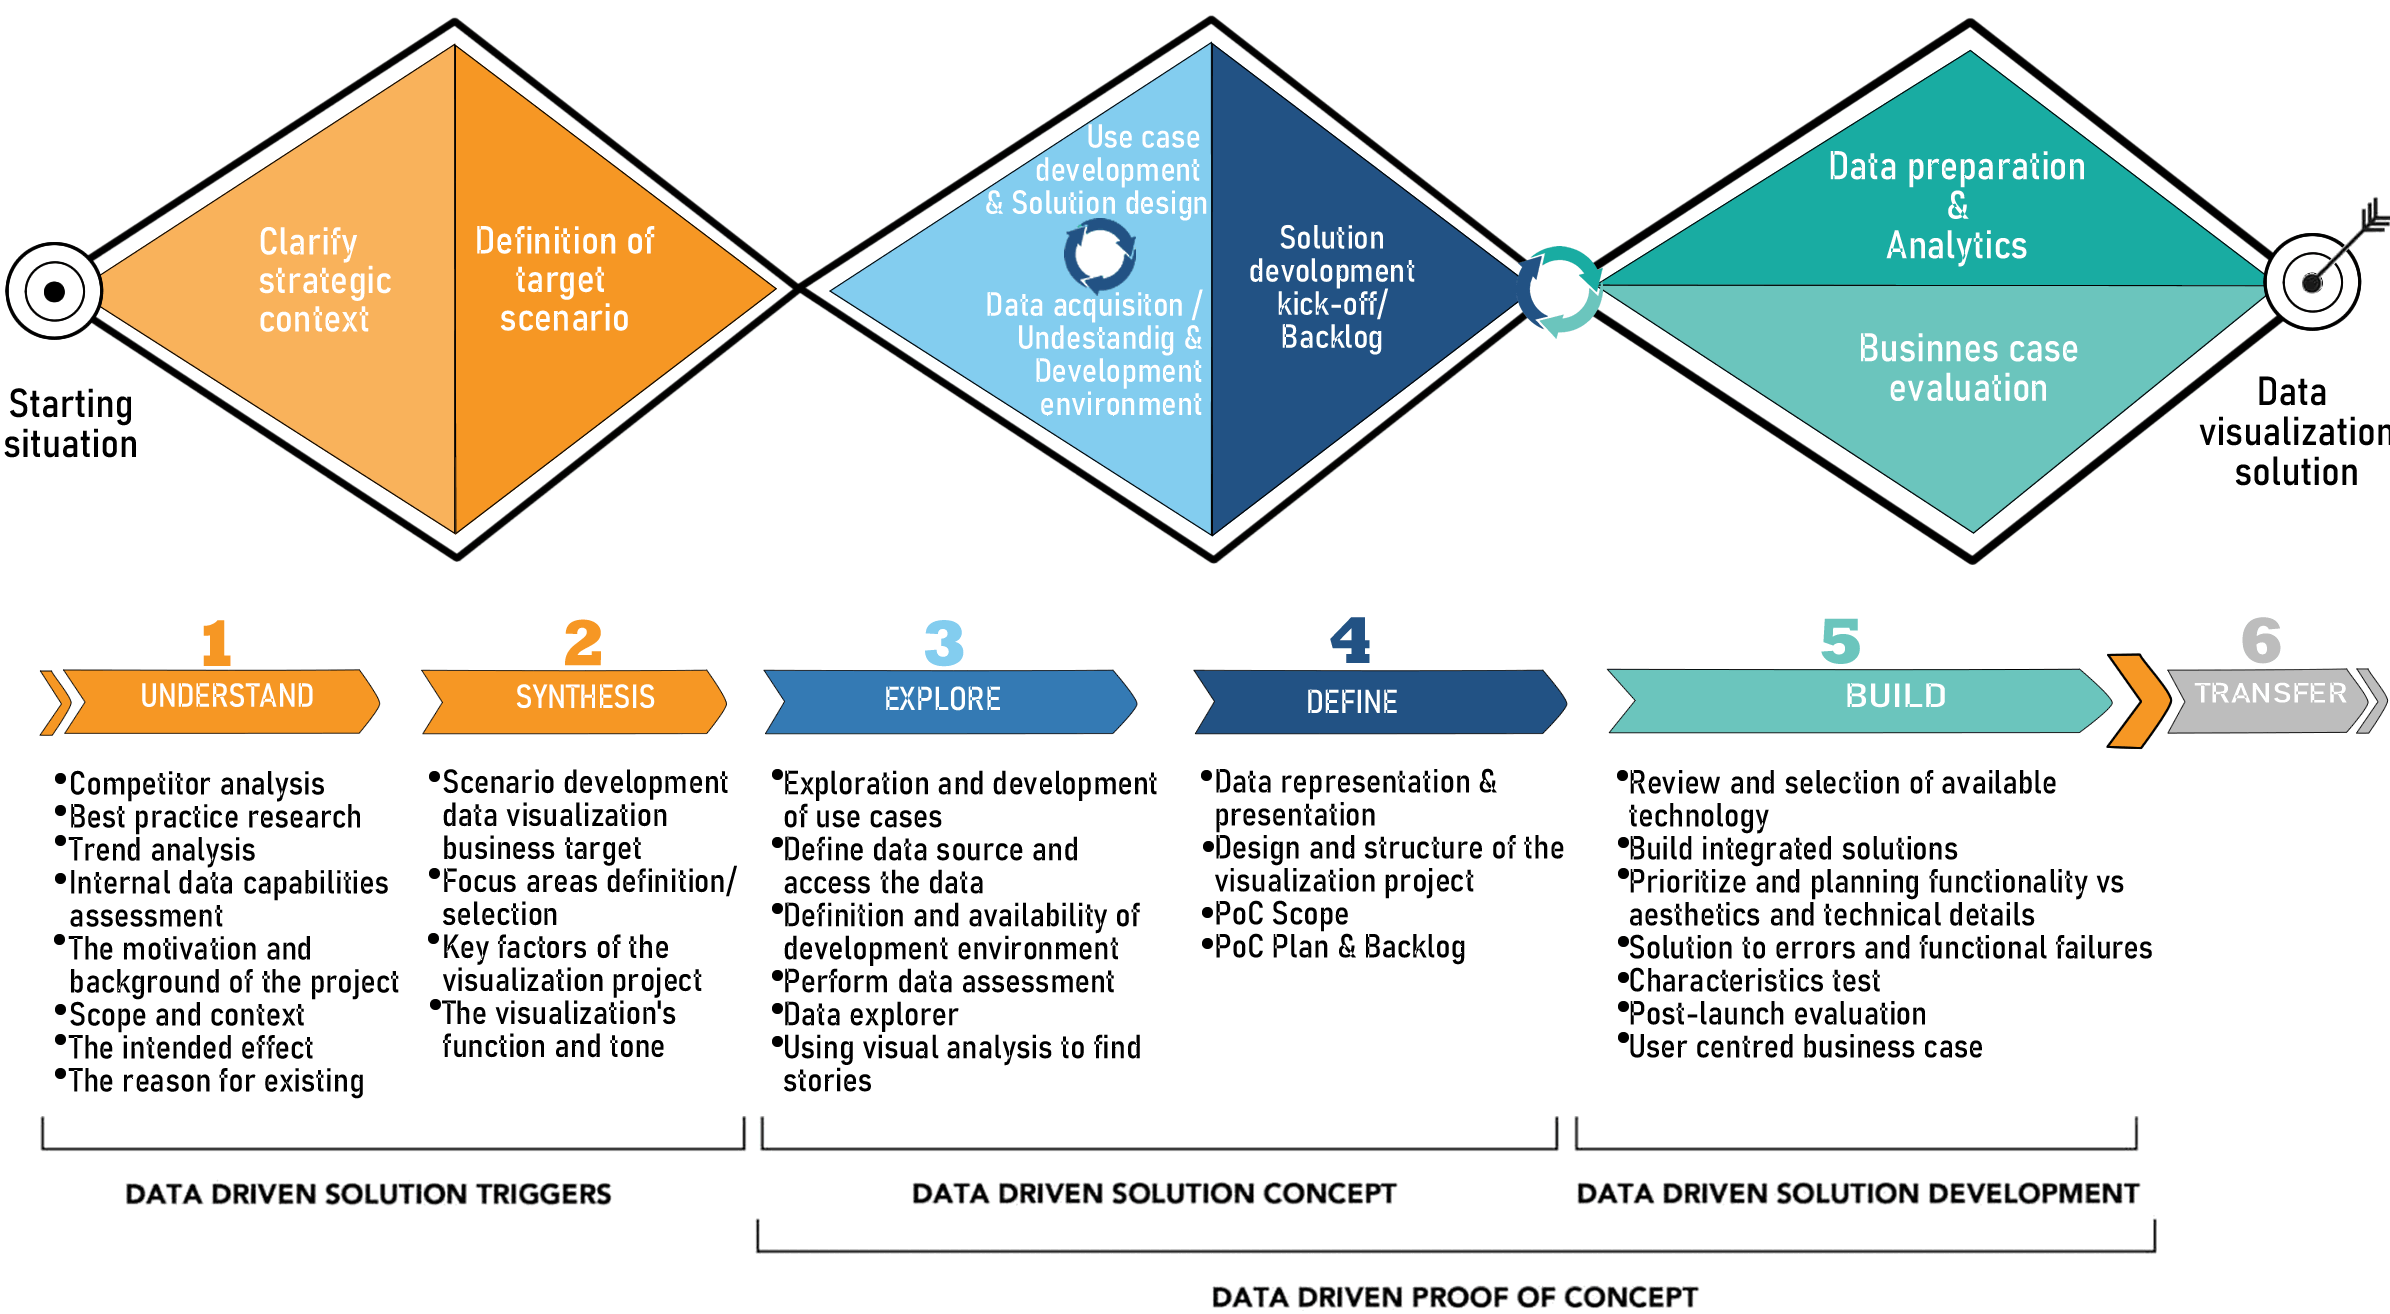 Starting
situation
Clarify
strategic
context
Definition of
target
scenario
Use case
development
& Solution design
Data acquisiton /
Undestandig &
Development
environment
Solution
devolopment
kick-off/
Backlog
Data preparation
&
Analytics
Businnes case
evaluation
Data
visualization
solution
1
UNDERSTAND
•Competitor analysis
•Best practice research
•Trend analysis
•Internal data capabilities
assessment
•The motivation and
background of the project
•Scope and context
•The intended effect
•The reason for existing
2
SYNTHESIS
•Scenario development
data visualization
business target
•Focus areas definition/
selection
•Key factors of the
visualization project
•The visualization's
function and tone
3
EXPLORE
•Exploration and development
of use cases
•Define data source and
access the data
•Definition and availability of
development environment
•Perform data assessment
•Data explorer
•Using visual analysis to find
stories
4
DEFINE
•Data representation &
presentation
•Design and structure of the
visualization project
•PoC Scope
•PoC Plan & Backlog
5
BUILD
•Review and selection of available
technology
•Build integrated solutions
•Prioritize and planning functionality vs
aesthetics and technical details
•Solution to errors and functional failures
•Characteristics test
•Post-launch evaluation
•User centred business case
6
TRANSFER
DATA DRIVEN SOLUTION TRIGGERS
DATA DRIVEN SOLUTION CONCEPT
DATA DRIVEN SOLUTION DEVELOPMENT
DATA DRIVEN PROOF OF CONCEPT